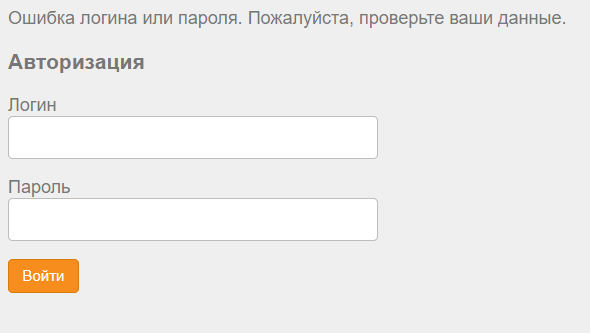 Ошибка логина или пароля. Пожалуйста, проверьте ваши данные.
Авторизация
Логин
Пароль
Войти